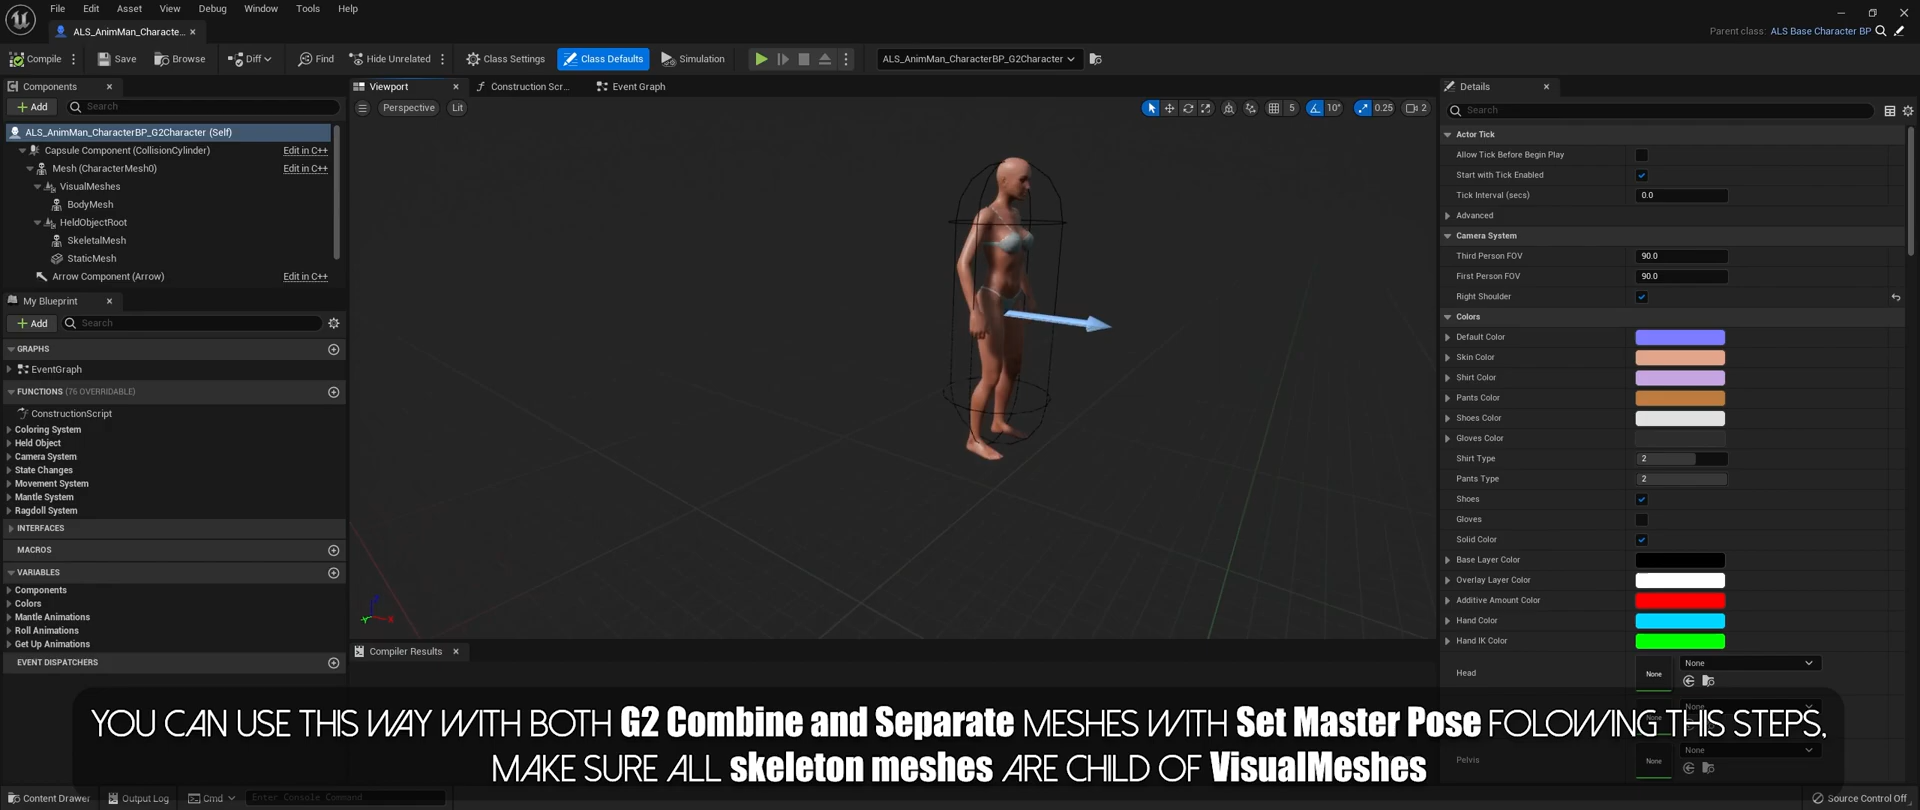 File Edit Asset View Debug Window Tools Help
ALS_AnimMan_Characte...
Parent class: ALS Base Character BP
Compile Save Browse Diff Find Hide Unrelated Class Settings Class Defaults Simulation ALS_AnimMan_CharacterBP_G2Character
Components
Add Search
ALS_AnimMan_CharacterBP_G2Character (Self)
Capsule Component (CollisionCylinder) Edit in C++
Mesh (CharacterMesh0) Edit in C++
VisualMeshes
BodyMesh
HeldObjectRoot
SkeletalMesh
StaticMesh
Arrow Component (Arrow) Edit in C++
My Blueprint
Add Search
GRAPHS
EventGraph
FUNCTIONS (76 OVERRIDABLE)
ConstructionScript
Coloring System
Held Object
Camera System
State Changes
Movement System
Mantle System
Ragdoll System
INTERFACES
MACROS
VARIABLES
Components
Colors
Mantle Animations
Roll Animations
Get Up Animations
EVENT DISPATCHERS
Viewport Construction Scr... Event Graph
Perspective Lit 5 10° 0.25 2
Z
X
Compiler Results
Details
Search
Actor Tick
Allow Tick Before Begin Play
Start with Tick Enabled
Tick Interval (secs) 0.0
Advanced
Camera System
Third Person FOV 90.0
First Person FOV 90.0
Right Shoulder
Colors
Default Color
Skin Color
Shirt Color
Pants Color
Shoes Color
Gloves Color
Shirt Type 2
Pants Type 2
Shoes
Gloves
Solid Color
Base Layer Color
Overlay Layer Color
Additive Amount Color
Hand Color
Hand IK Color
Head None None
Pelvis None None
YOU CAN USE THIS WAY WITH BOTH G2 Combine and Separate MESHES WITH Set Master Pose FOLOWING THIS STEPS,
MAKE SURE ALL skeleton meshes ARE CHILD OF VisualMeshes
Content Drawer Output Log Cmd Enter Console Command Source Control Off